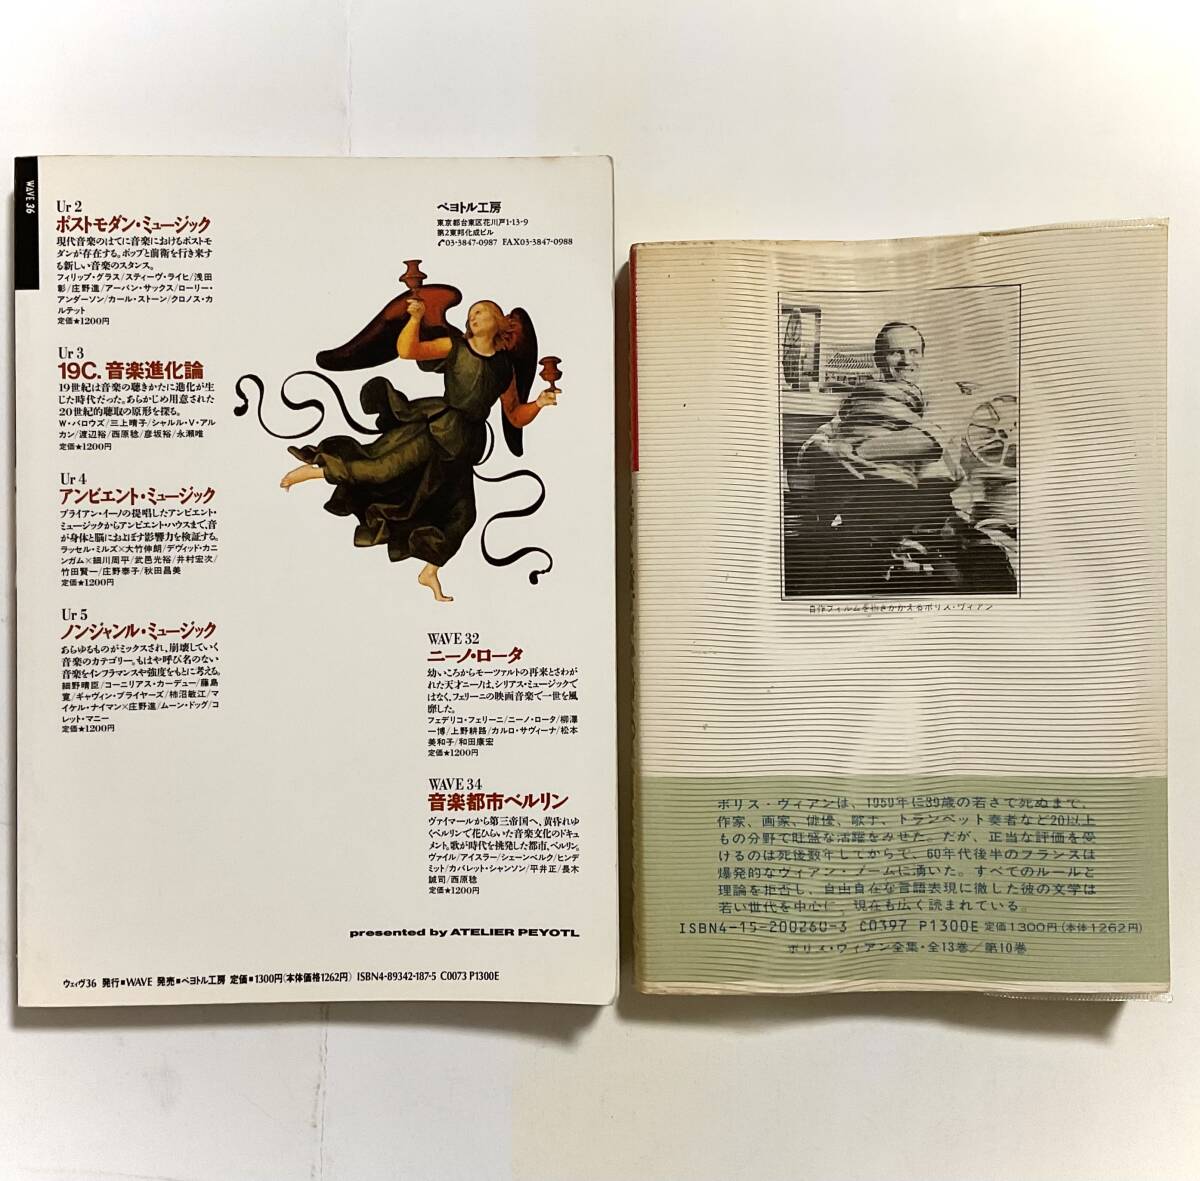 WAVE 36
Ur 2
ポストモダン・ミュージック
現代音楽のはてに音楽におけるポストモ
ダンが存在する。ポップと前衛を行き来す
る新しい音楽のスタンス。
フィリップ・グラス/スティーヴ・ライヒ/浅田
彰/庄野進/アーバン・サックス/ローリー・
アンダーソン/カール・ストーン/クロノス・カ
ルテット
定価★1200円
Ur 3
19C. 音楽進化論
19世紀は音楽の聴きかたに進化が生
じた時代だった。あらかじめ用意された
20世紀的聴取の原形を探る。
W・バロウズ/三上晴子/シャルル・V・アル
カン/渡辺裕/西原稔/彦坂裕/永瀬唯
定価★1200円
Ur 4
アンビエント・ミュージック
ブライアン・イーノの提唱したアンビエント・
ミュージックからアンビエント・ハウスまで、音
が身体と脳におよぼす影響力を検証する。
ラッセル・ミルズ×大竹伸朗/デヴィッド・カニ
ンガム×細川周平/武邑光裕/井村宏次/
竹田賢一/庄野泰子/秋田昌美
定価★1200円
Ur 5
ノンジャンル・ミュージック
あらゆるものがミックスされ、崩壊していく
音楽のカテゴリー。もはや呼び名のない
音楽をインフラマンスや強度をもとに考える。
細野晴臣/コーニリアス・カーデュー/藤島
寛/ギャヴィン・ブライヤーズ/柿沼敏江/マ
イケル・ナイマン×庄野進/ムーン・ドッグ/コ
レット・マニー
定価★1200円
ペヨトル工房
東京都台東区花川戸1-13-9
第2東邦化成ビル
✆03-3847-0987 FAX03-3847-0988
WAVE 32
ニーノ・ロータ
幼いころからモーツァルトの再来とさわが
れた天才ニーノは、シリアス・ミュージックで
はなく、フェリーニの映画音楽で一世を風
靡した。
フェデリコ・フェリーニ/ニーノ・ロータ/柳澤
一博/上野耕路/カルロ・サヴィーナ/松本
美和子/和田康宏
定価★1200円
WAVE 34
音楽都市ベルリン
ヴァイマールから第三帝国へ、黄昏れゆ
くベルリンで花ひらいた音楽文化のドキュ
メント。歌が時代を挑発した都市、ベルリン。
ヴァイル/アイスラー/シェーンベルク/ヒンデ
ミット/カバレット・シャンソン/平井正/長木
誠司/西原稔
定価★1200円
presented by ATELIER PEYOTL
ウェイヴ36 発行■WAVE 発売■ペヨトル工房 定価■1300円(本体価格1262円) ISBN4-89342-187-5 C0073 P1300E
自作フィルムを抱きかかえるボリス・ヴィアン
ボリス・ヴィアンは、1959年に39歳の若さで死ぬまで、
作家、画家、俳優、歌手、トランペット奏者など20以上
もの分野で旺盛な活躍をみせた。だが、正当な評価を受
けるのは死後数年してからで、60年代後半のフランスは
爆発的なヴィアン・ブームに湧いた。すべてのルールと
理論を拒否し、自由自在な言語表現に徹した彼の文学は
若い世代を中心に、現在も広く読まれている。
ISBN4-15-200260-3 C0397 P1300E 定価1300円(本体1262円)
ボリス・ヴィアン全集・全13巻/第10巻